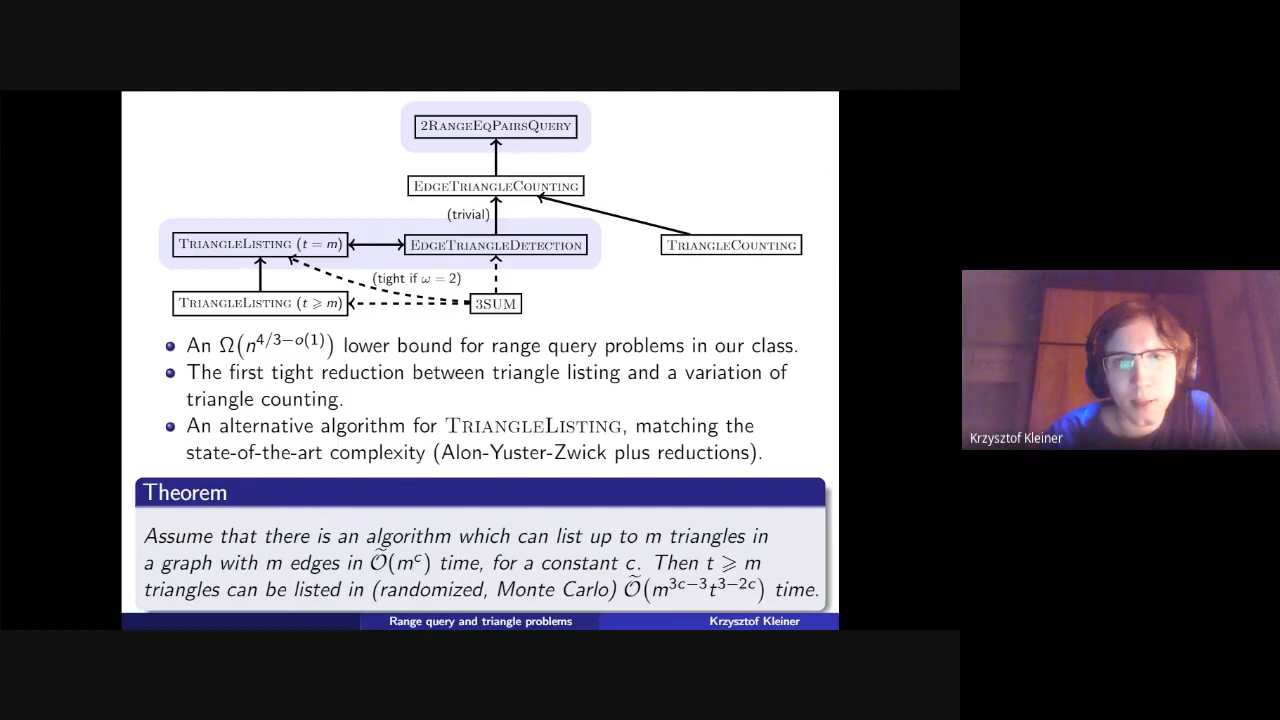 2RangeEqPairsQuery
EdgeTriangleCounting
(trivial)
TriangleListing (t = m)
EdgeTriangleDetection
TriangleCounting
(tight if ω = 2)
TriangleListing (t ⩾ m)
3SUM
An Ω(n^{4/3−o(1)}) lower bound for range query problems in our class.
The first tight reduction between triangle listing and a variation of
triangle counting.
An alternative algorithm for TriangleListing, matching the
state-of-the-art complexity (Alon-Yuster-Zwick plus reductions).
Theorem
Assume that there is an algorithm which can list up to m triangles in
a graph with m edges in Õ(m^c) time, for a constant c. Then t ⩾ m
triangles can be listed in (randomized, Monte Carlo) Õ(m^{3c−3}t^{3−2c}) time.
Range query and triangle problems
Krzysztof Kleiner
Krzysztof Kleiner